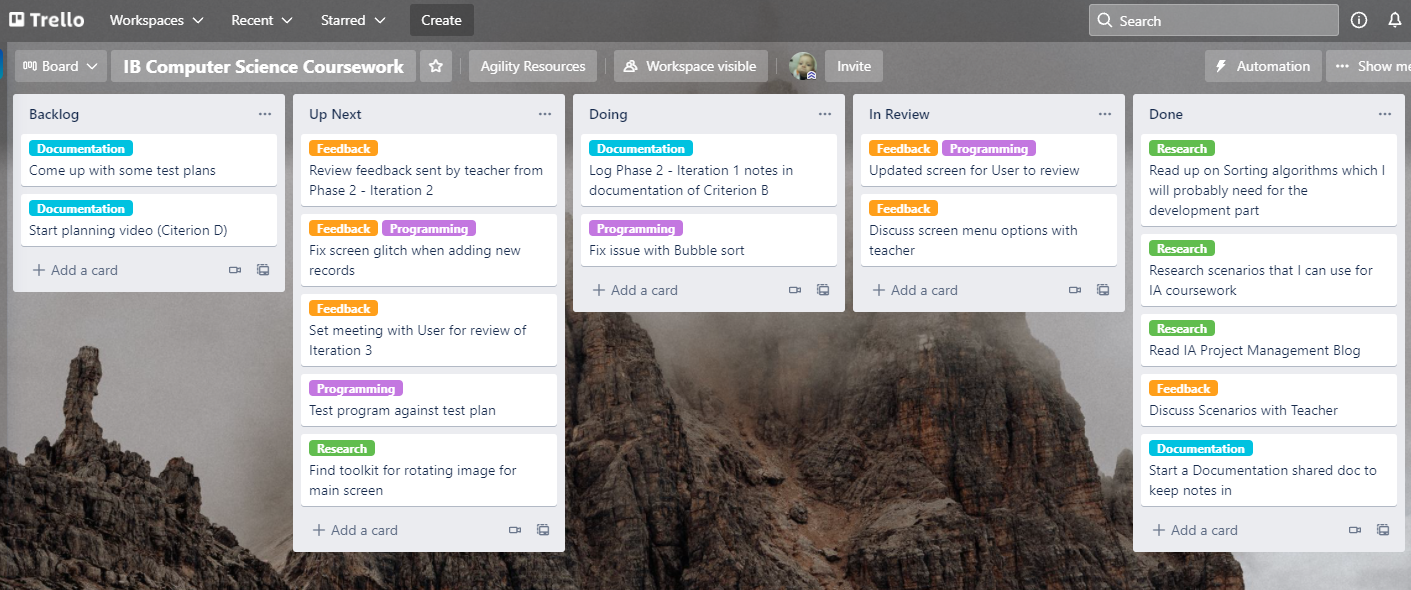 Trello Workspaces Recent Starred Create Search
Board IB Computer Science Coursework Agility Resources Workspace visible Invite Automation Show me
Backlog
Documentation
Come up with some test plans
Documentation
Start planning video (Citerion D)
Add a card
Up Next
Feedback
Review feedback sent by teacher from
Phase 2 - Iteration 2
Feedback Programming
Fix screen glitch when adding new
records
Feedback
Set meeting with User for review of
Iteration 3
Programming
Test program against test plan
Research
Find toolkit for rotating image for
main screen
Add a card
Doing
Documentation
Log Phase 2 - Iteration 1 notes in
documentation of Criterion B
Programming
Fix issue with Bubble sort
Add a card
In Review
Feedback Programming
Updated screen for User to review
Feedback
Discuss screen menu options with
teacher
Add a card
Done
Research
Read up on Sorting algorithms which I
will probably need for the
development part
Research
Research scenarios that I can use for
IA coursework
Research
Read IA Project Management Blog
Feedback
Discuss Scenarios with Teacher
Documentation
Start a Documentation shared doc to
keep notes in
Add a card